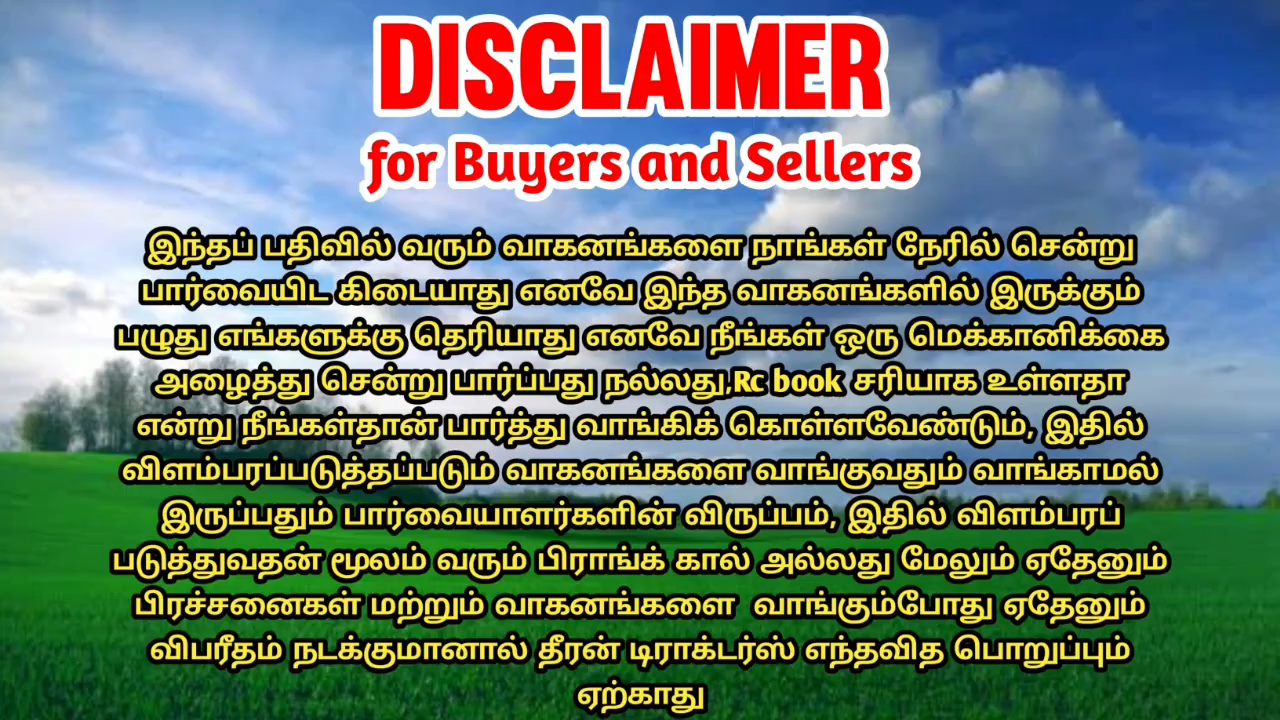 DISCLAIMER
for Buyers and Sellers
இந்தப் பதிவில் வரும் வாகனங்களை நாங்கள் நேரில் சென்று
பார்வையிட கிடையாது எனவே இந்த வாகனங்களில் இருக்கும்
பழுது எங்களுக்கு தெரியாது எனவே நீங்கள் ஒரு மெக்கானிக்கை
அழைத்து சென்று பார்ப்பது நல்லது,Rc book சரியாக உள்ளதா
என்று நீங்கள்தான் பார்த்து வாங்கிக் கொள்ளவேண்டும், இதில்
விளம்பரப்படுத்தப்படும் வாகனங்களை வாங்குவதும் வாங்காமல்
இருப்பதும் பார்வையாளர்களின் விருப்பம், இதில் விளம்பரப்
படுத்துவதன் மூலம் வரும் பிராங்க் கால் அல்லது மேலும் ஏதேனும்
பிரச்சனைகள் மற்றும் வாகனங்களை வாங்கும்போது ஏதேனும்
விபரீதம் நடக்குமானால் தீரன் டிராக்டர்ஸ் எந்தவித பொறுப்பும்
ஏற்காது